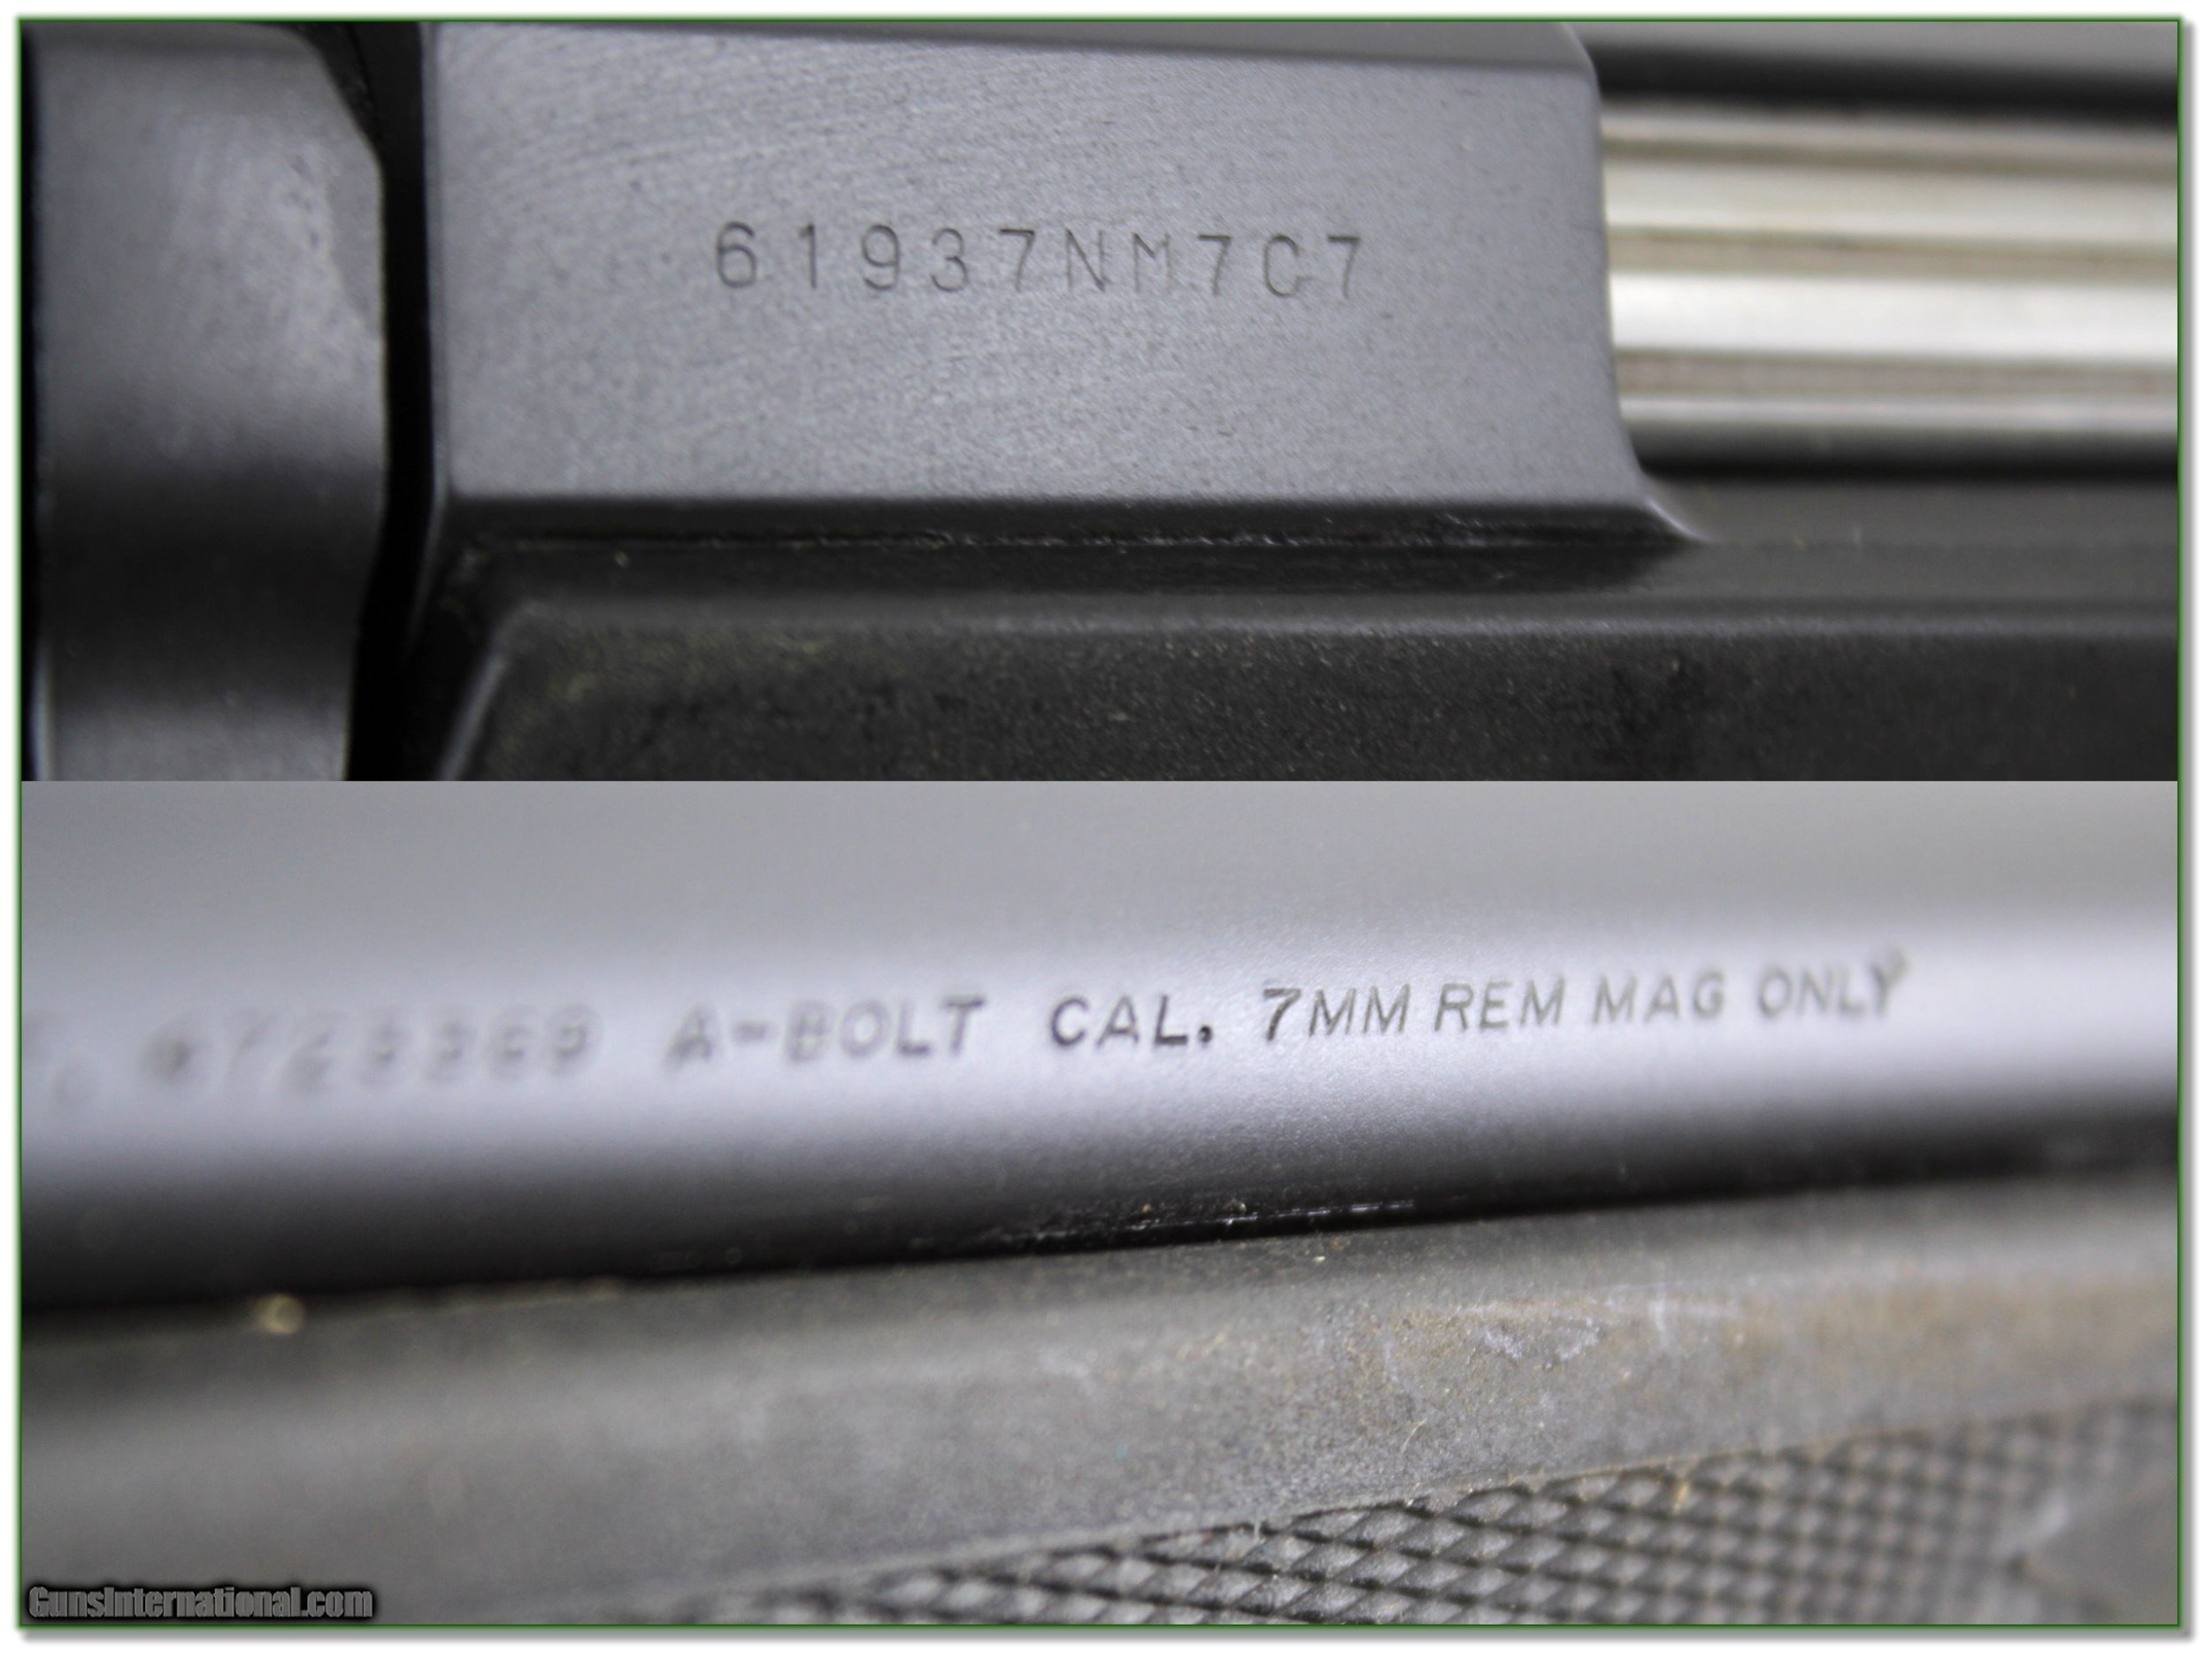 61937NM7C7
A-BOLT CAL. 7MM REM MAG ONLY
GunsInternational.com